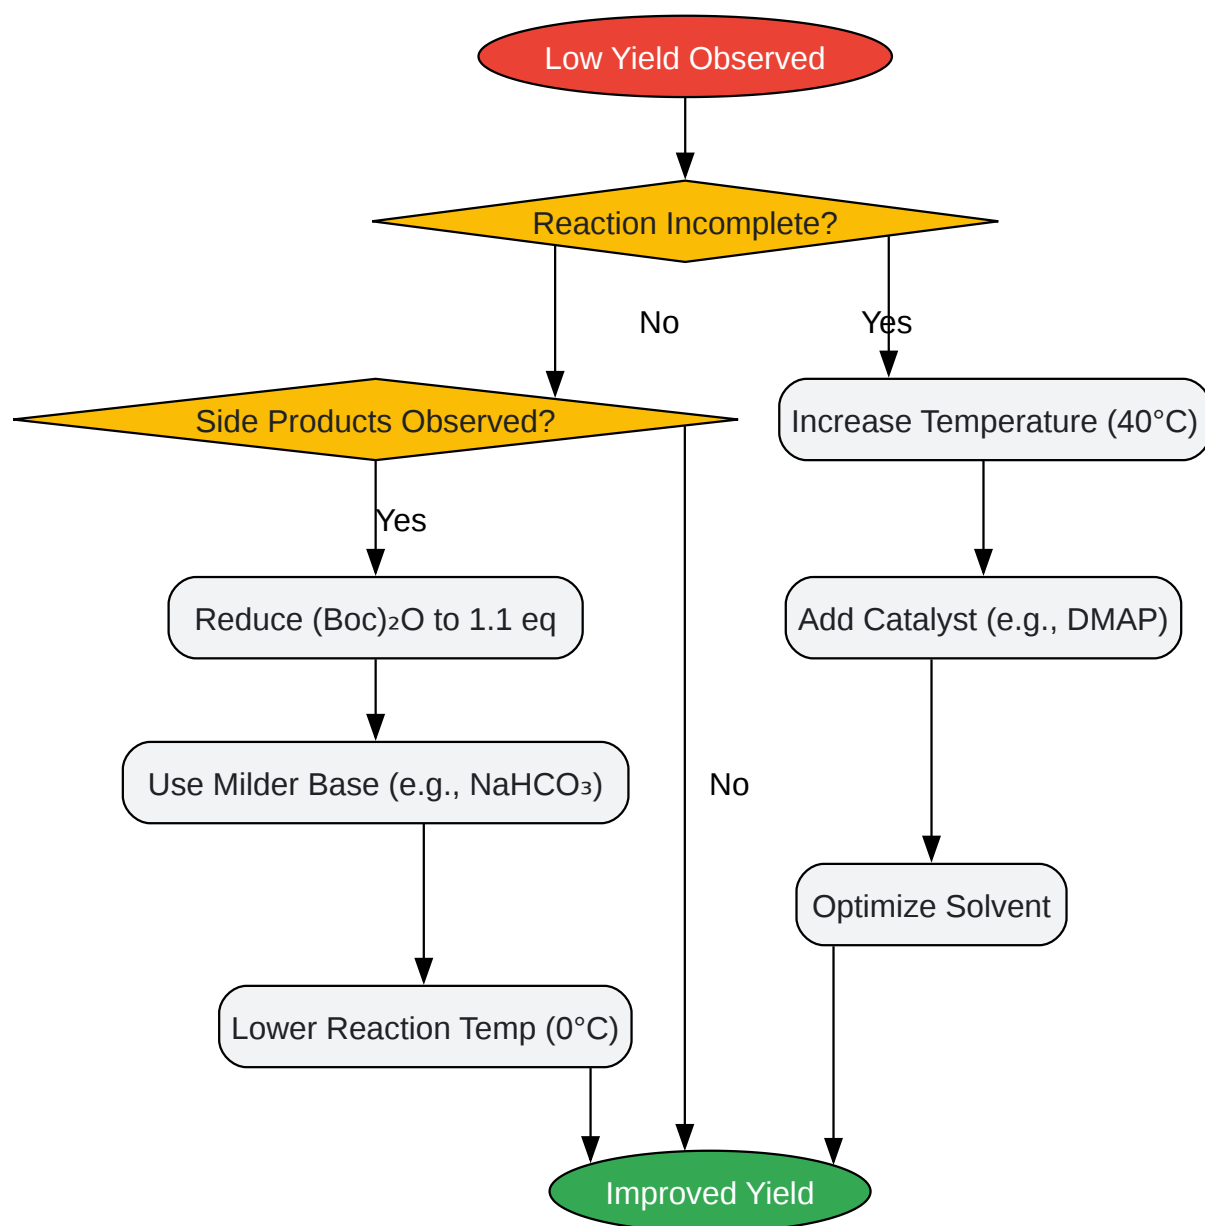 Low Yield Observed
Reaction Incomplete?
No
Yes
Side Products Observed?
Increase Temperature (40°C)
Yes
Reduce (Boc)₂O to 1.1 eq
Add Catalyst (e.g., DMAP)
Use Milder Base (e.g., NaHCO₃)
No
Optimize Solvent
Lower Reaction Temp (0°C)
Improved Yield